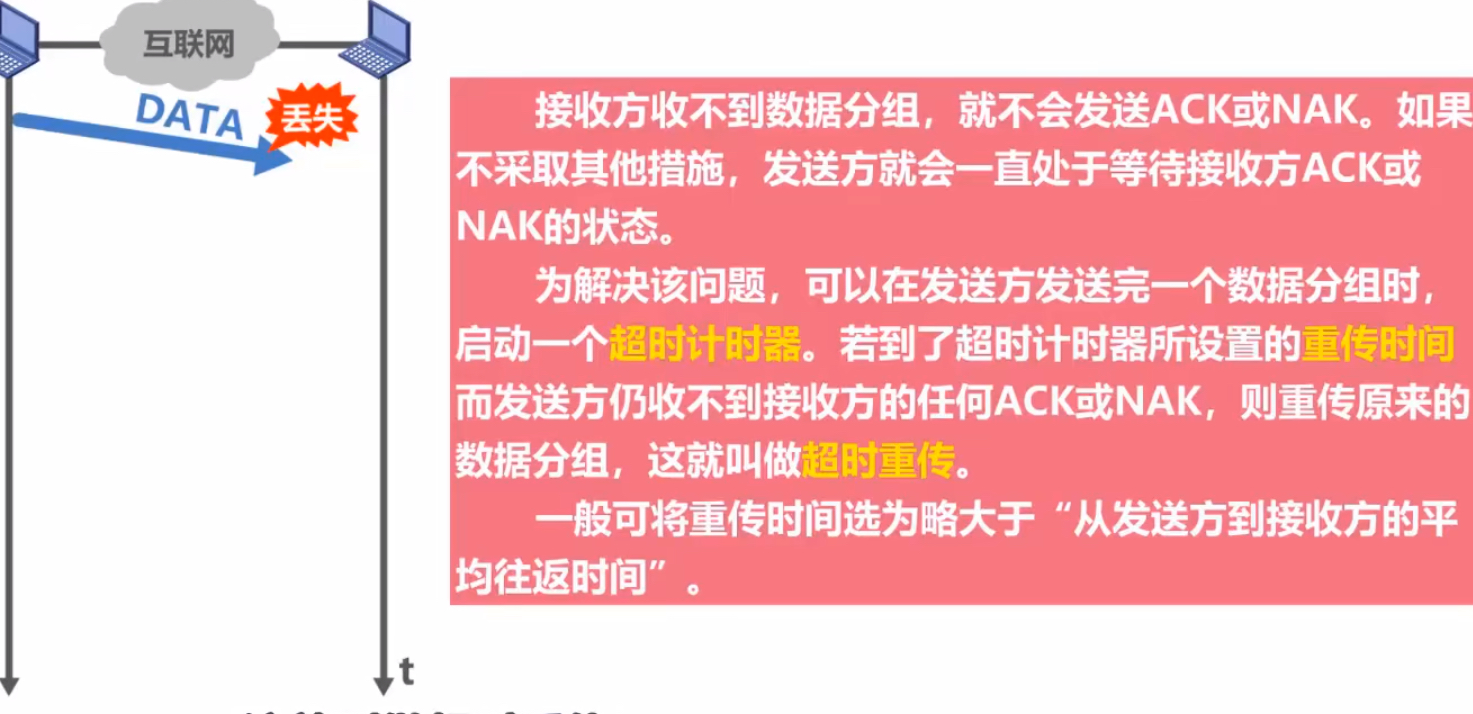 互联网
DATA
丢失
接收方收不到数据分组，就不会发送ACK或NAK。如果
不采取其他措施，发送方就会一直处于等待接收方ACK或
NAK的状态。
为解决该问题，可以在发送方发送完一个数据分组时，
启动一个超时计时器。若到了超时计时器所设置的重传时间
而发送方仍收不到接收方的任何ACK或NAK，则重传原来的
数据分组，这就叫做超时重传。
一般可将重传时间选为略大于“从发送方到接收方的平
均往返时间”。
t